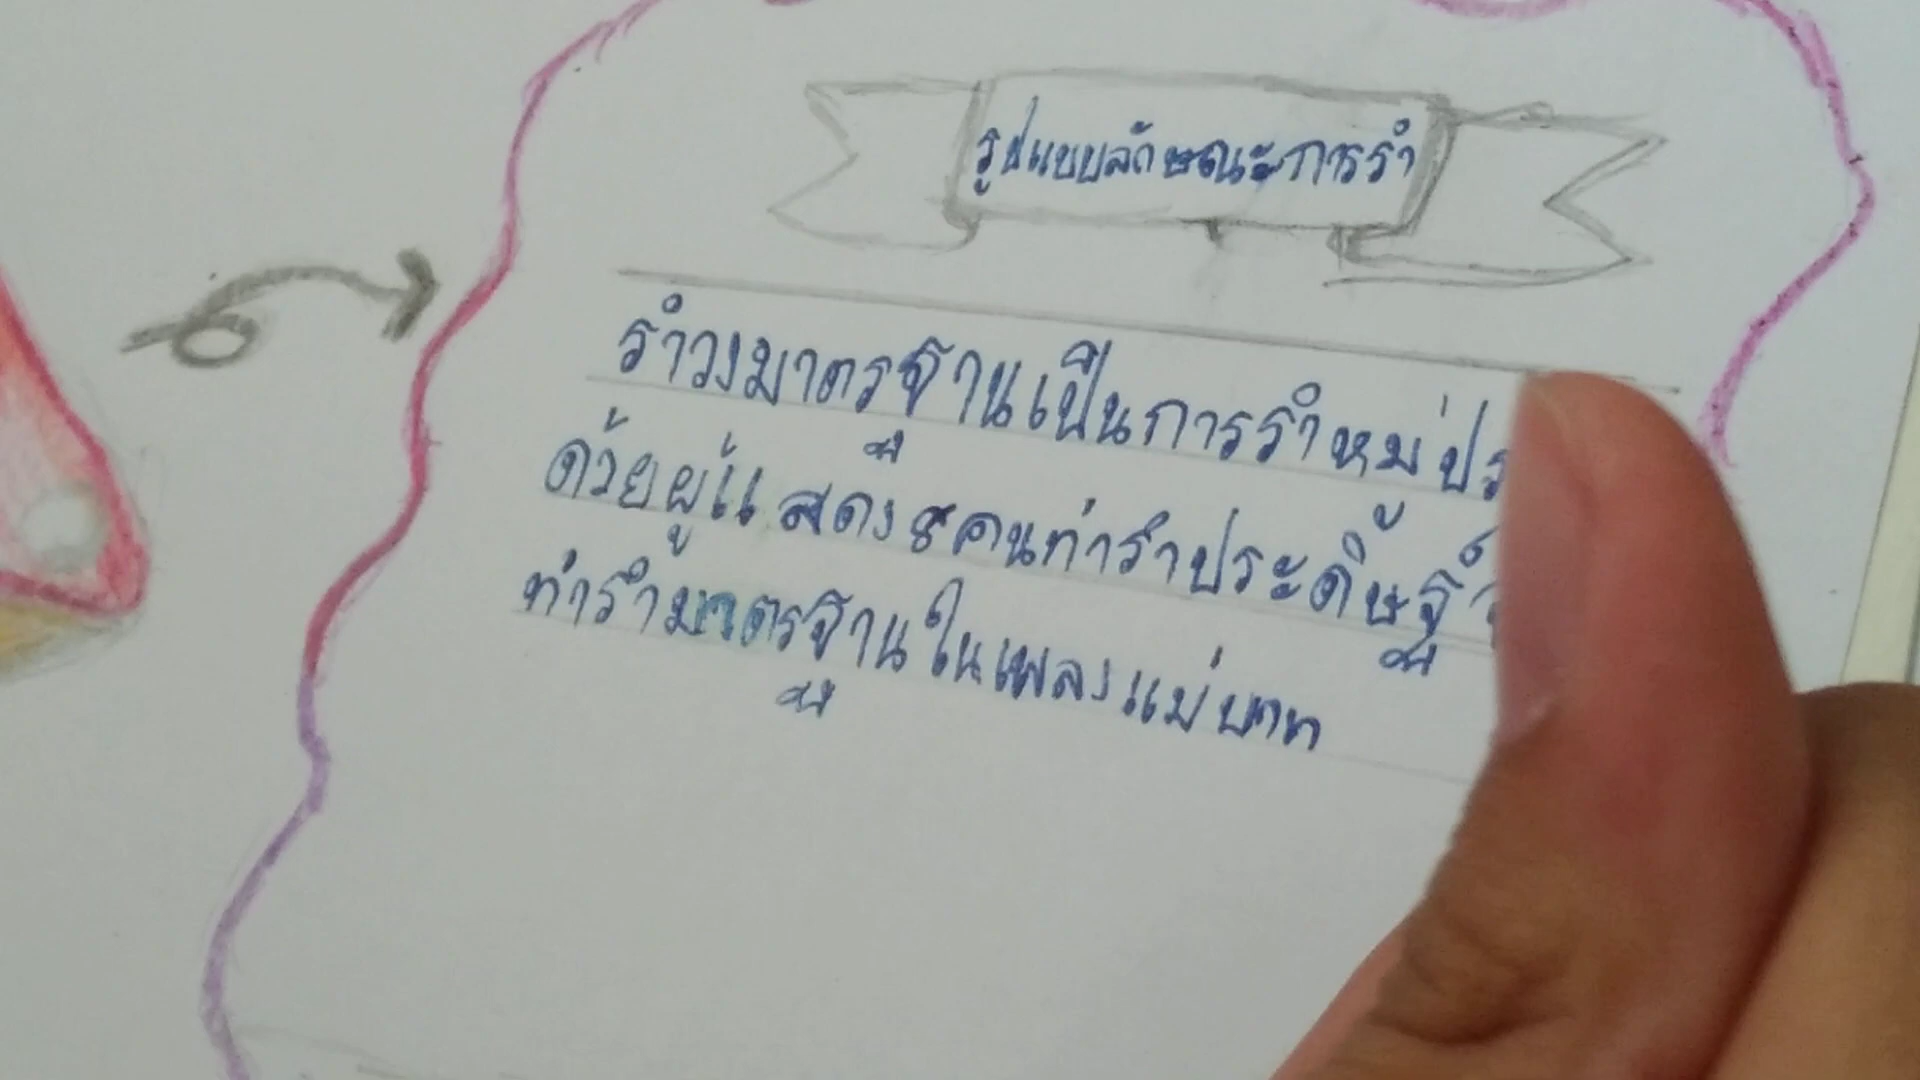 รูปแบบลักษณะการรำ
รำวงมาตรฐานเป็นการรำหมู่
ด้วยผู้แสดง 8 คนท่ารำประดิษฐ์
ท่ารำมาตรฐานในเพลงแม่บท